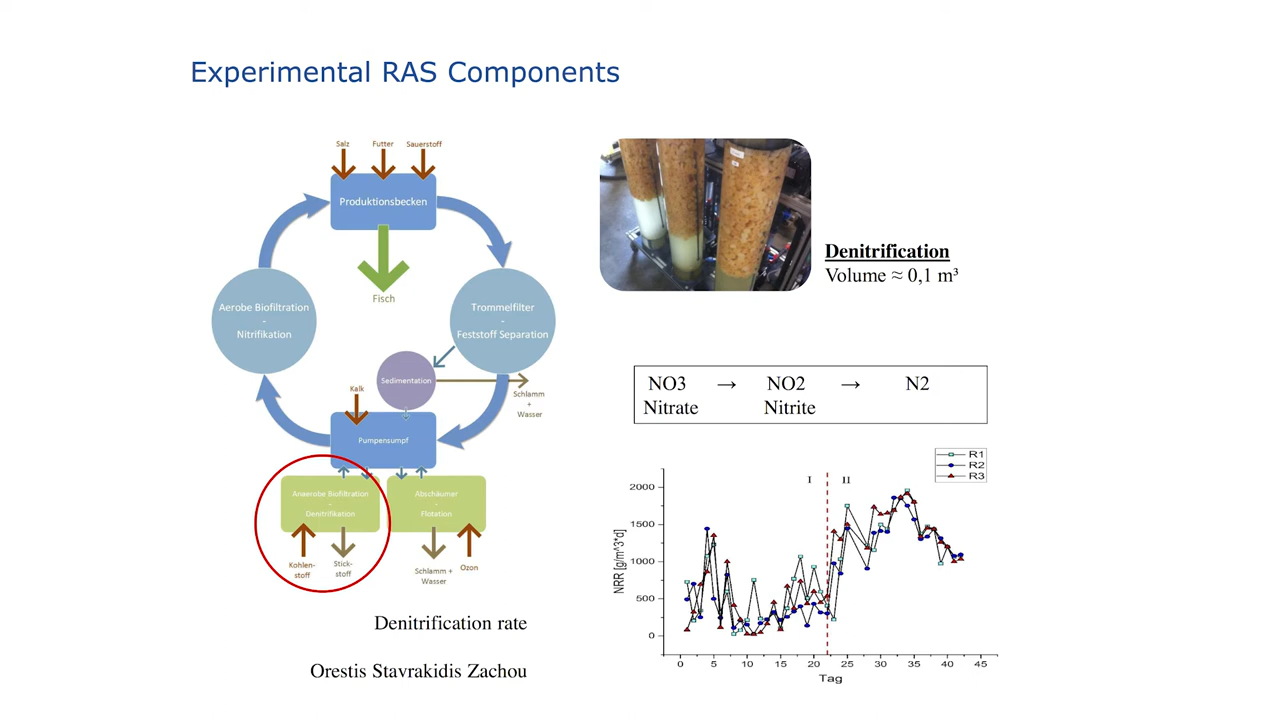 Experimental RAS Components
Salz
Futter
Sauerstoff
Produktionsbecken
Fisch
Aerobe Biofiltration
-
Nitrifikation
Trommelfilter
-
Feststoff Separation
Sedimentation
Schlamm
+
Wasser
Kalk
Pumpensumpf
Anaerobe Biofiltration
-
Denitrifikation
Abschäumer
-
Flotation
Kohlen-
stoff
Stick-
stoff
Schlamm +
Wasser
Ozon
Denitrification rate
Orestis Stavrakidis Zachou
Denitrification
Volume ≈ 0,1 m³
NO3 → NO2 → N2
Nitrate Nitrite
R1
R2
R3
I II
NRR [g/m^3*d]
2000
1500
1000
500
0
0 5 10 15 20 25 30 35 40 45
Tag